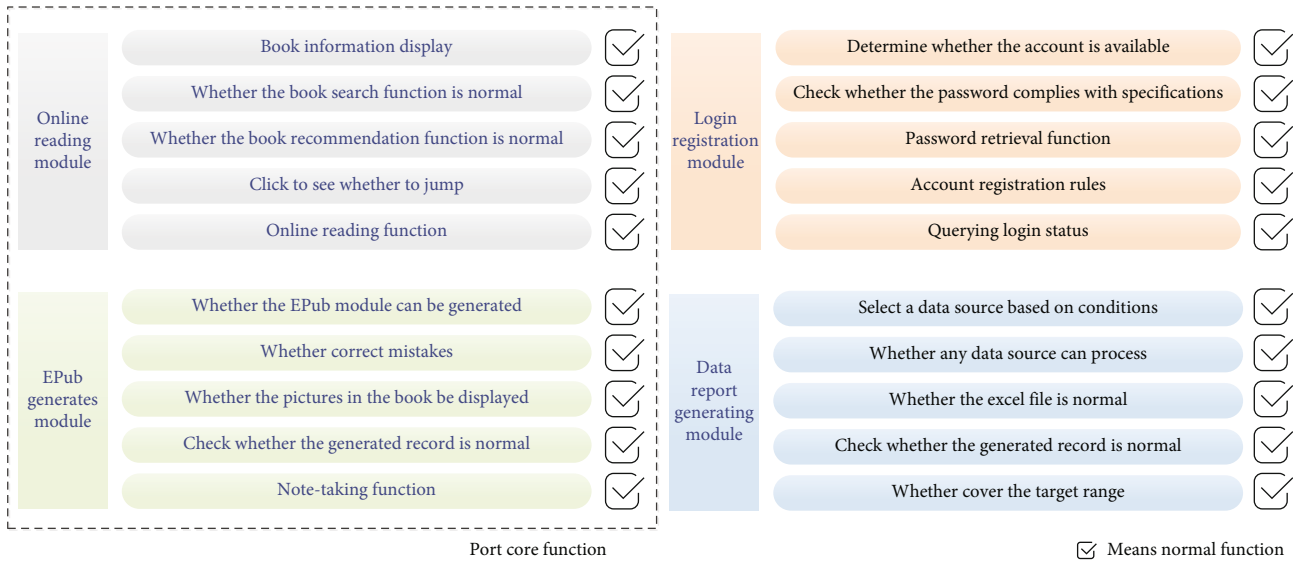 Online
reading
module
Book information display
Whether the book search function is normal
Whether the book recommendation function is normal
Click to see whether to jump
Online reading function
Login
registration
module
Determine whether the account is available
Check whether the password complies with specifications
Password retrieval function
Account registration rules
Querying login status
EPub
generates
module
Whether the EPub module can be generated
Whether correct mistakes
Whether the pictures in the book be displayed
Check whether the generated record is normal
Note-taking function
Data
report
generating
module
Select a data source based on conditions
Whether any data source can process
Whether the excel file is normal
Check whether the generated record is normal
Whether cover the target range
Port core function
Means normal function